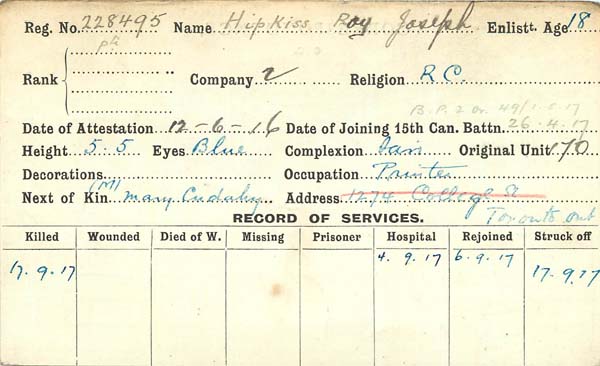 Reg. No. 228495 Name Hipkiss Roy Joseph Enlistt. Age 18
pte
Rank Company 2 Religion R.C.
B.P. 2 Or. 49/1-5-17
Date of Attestation 12-6-16 Date of Joining 15th Can. Battn. 26.4.17
Height 5.5 Eyes Blue Complexion Fair Original Unit 170
Decorations Occupation Painter
Next of Kin (M) Mary Cudahy Address 1274 College St
Toronto Ont
RECORD OF SERVICES.
Killed Wounded Died of W. Missing Prisoner Hospital Rejoined Struck off
17.9.17 4.9.17 6.9.17 17.9.17